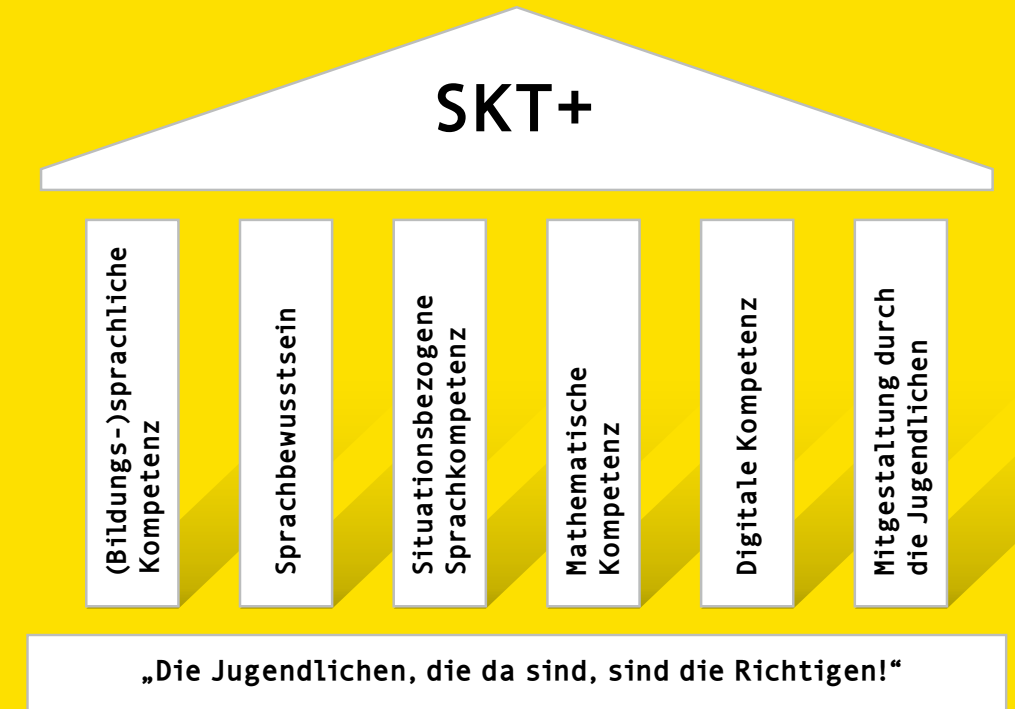 SKT+
(Bildungs-)sprachliche
Kompetenz
Sprachbewusstsein
Situationsbezogene
Sprachkompetenz
Mathematische
Kompetenz
Digitale Kompetenz
Mitgestaltung durch
die Jugendlichen
„Die Jugendlichen, die da sind, sind die Richtigen!“